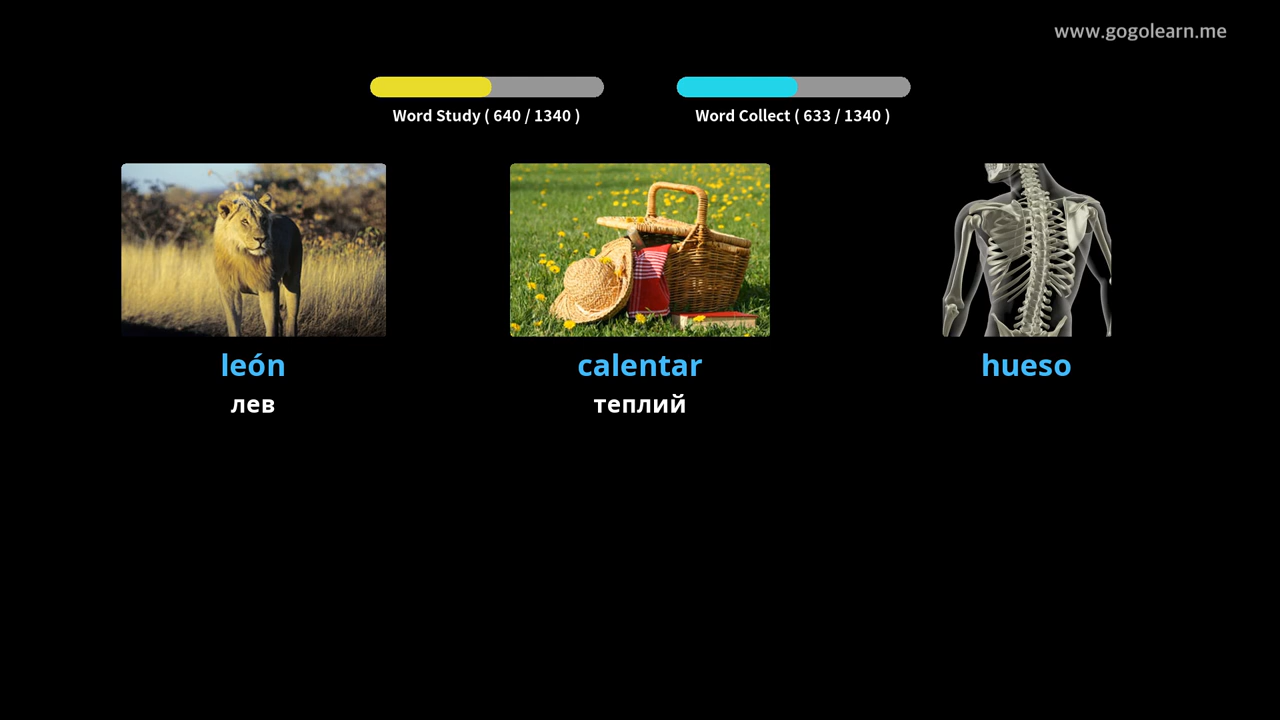 www.gogolearn.me
Word Study ( 640 / 1340 )
Word Collect ( 633 / 1340 )
león
calentar
hueso
лев
теплий